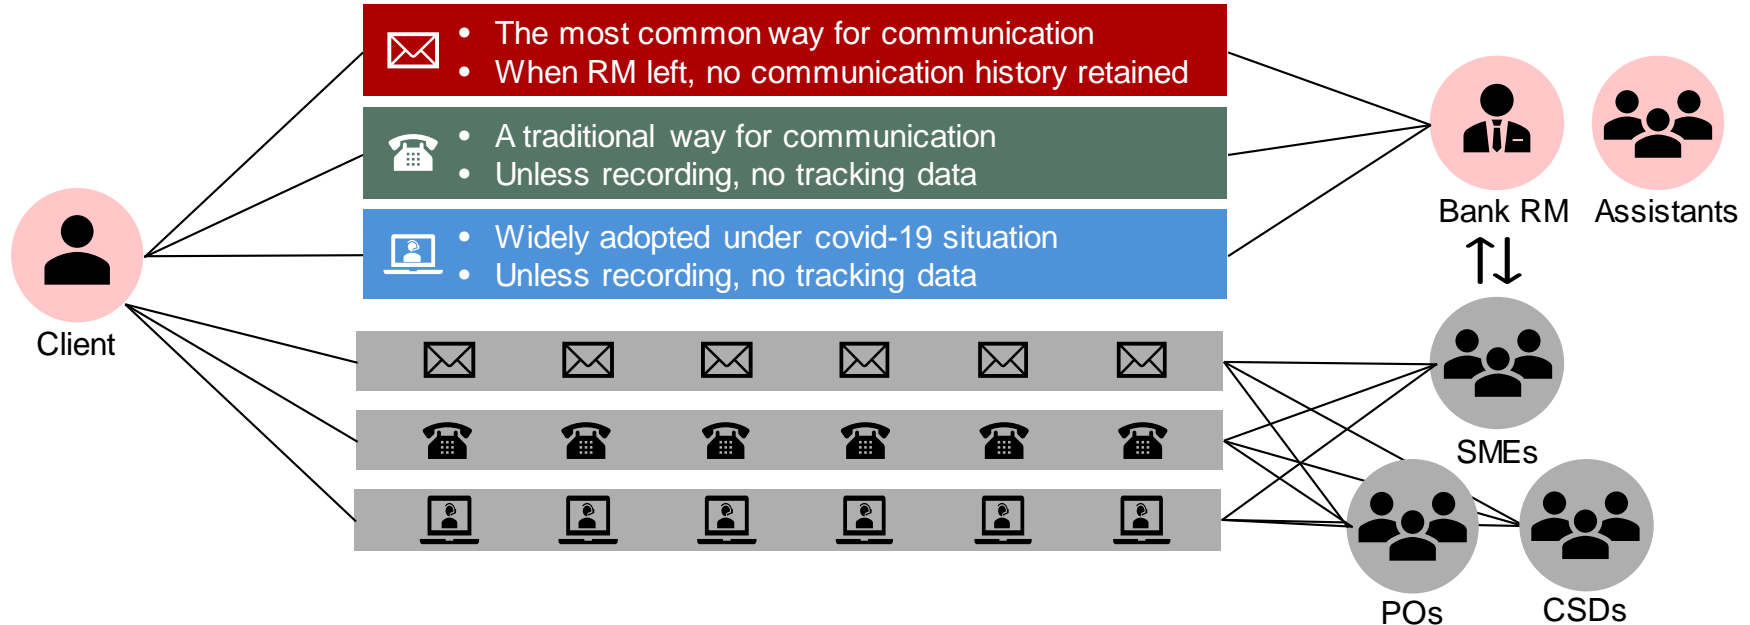 • The most common way for communication
• When RM left, no communication history retained
• A traditional way for communication
• Unless recording, no tracking data
• Widely adopted under covid-19 situation
• Unless recording, no tracking data
Client
Bank RM
Assistants
SMEs
POs
CSDs